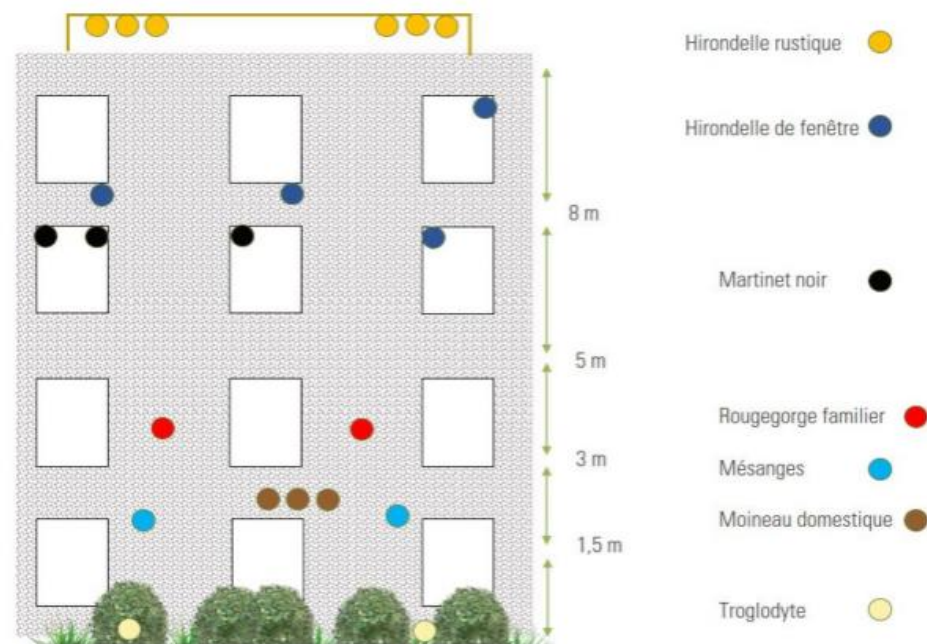 Hirondelle rustique
Hirondelle de fenêtre
8 m
Martinet noir
5 m
Rougegorge familier
3 m
Mésanges
Moineau domestique
1,5 m
Troglodyte